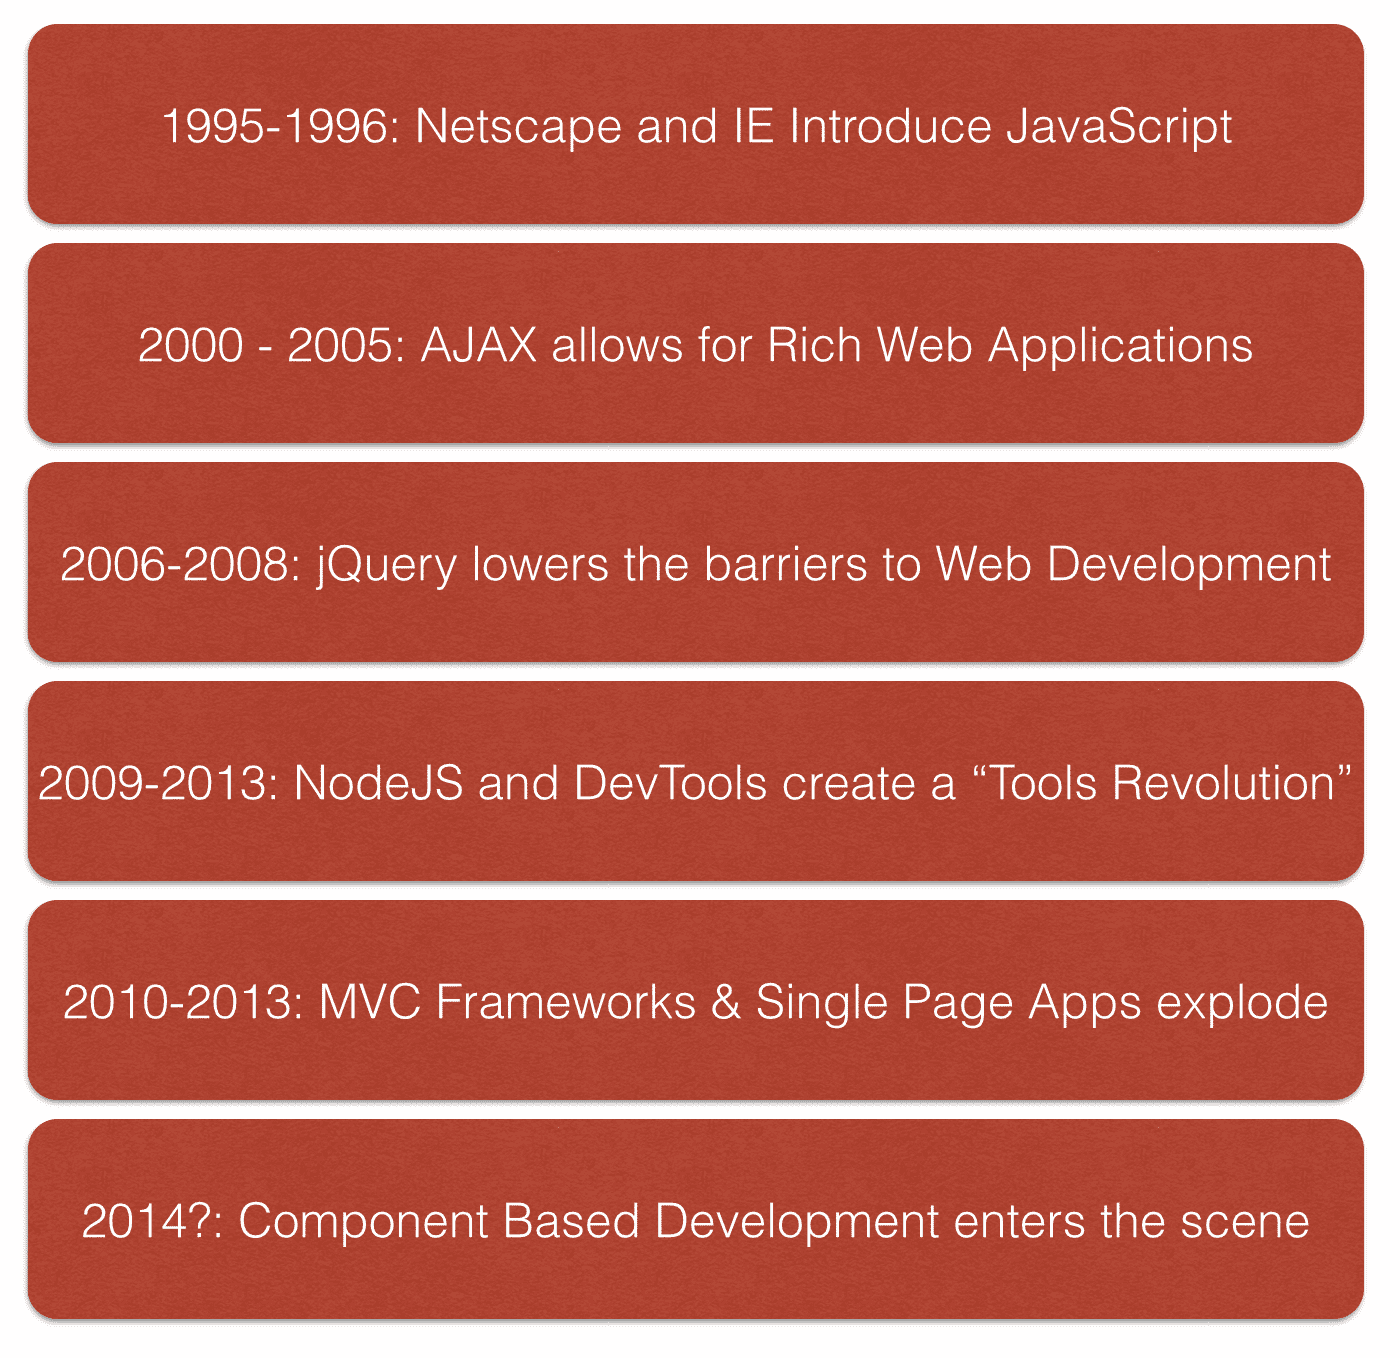 1995-1996: Netscape and IE Introduce JavaScript
2000 - 2005: AJAX allows for Rich Web Applications
2006-2008: jQuery lowers the barriers to Web Development
2009-2013: NodeJS and DevTools create a “Tools Revolution”
2010-2013: MVC Frameworks & Single Page Apps explode
2014?: Component Based Development enters the scene